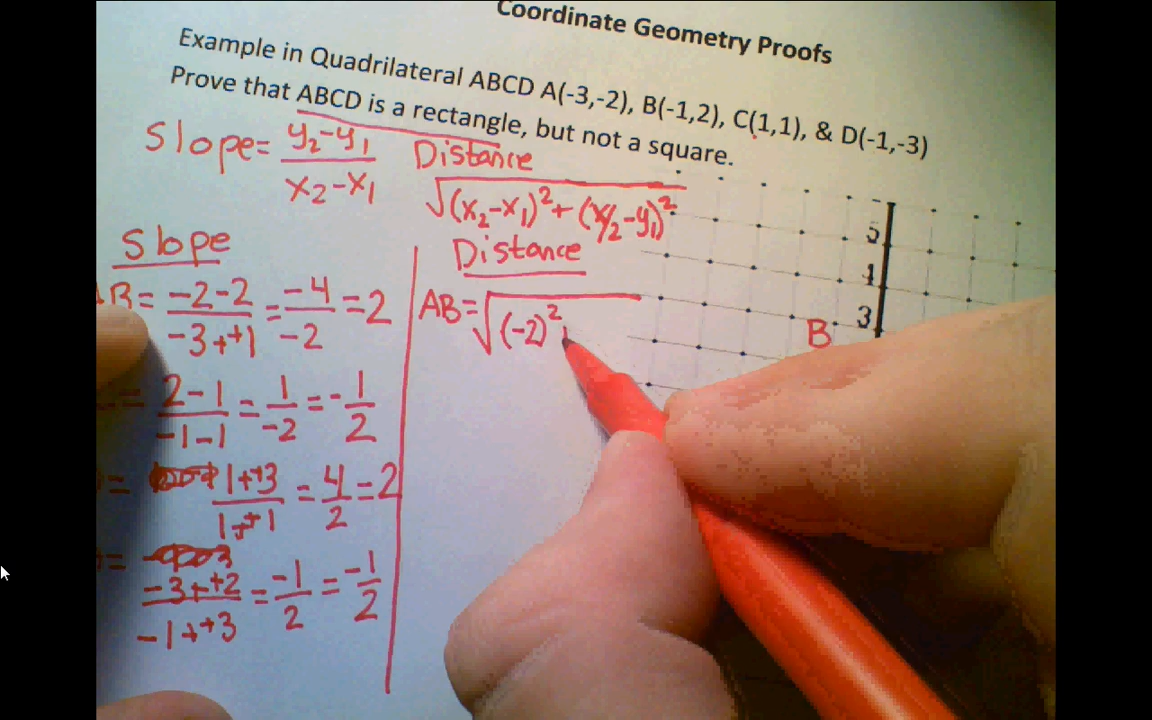 Coordinate Geometry Proofs
Example in Quadrilateral ABCD A(-3,-2), B(-1,2), C(1,1), & D(-1,-3)
Prove that ABCD is a rectangle, but not a square.
Slope= y₂-y₁ / x₂-x₁
Distance
√(x₂-x₁)²+(y₂-y₁)²
Slope
B= -2-2 / -3++1 = -4 / -2 =2
= 2-1 / -1-1 = 1 / -2 = -1 / 2
= 1++3 / 1++1 = 4 / 2 =2
= -3++2 / -1++3 = -1 / 2 = -1 / 2
Distance
AB=√(-2)²
5
4
3
B